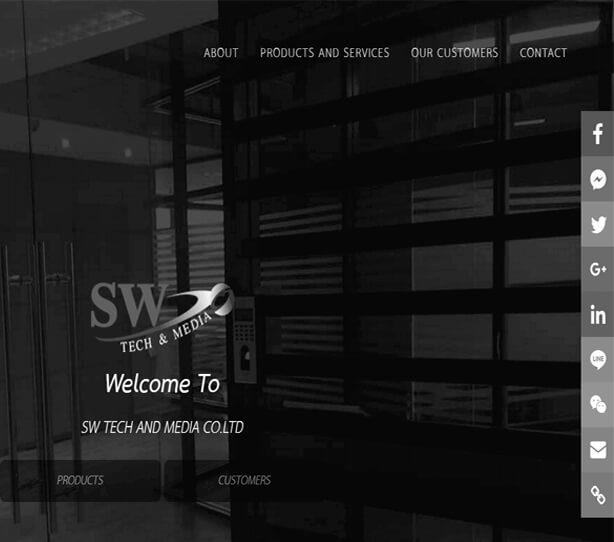 ABOUT PRODUCTS AND SERVICES OUR CUSTOMERS CONTACT
SW
TECH & MEDIA
Welcome To
SW TECH AND MEDIA CO.LTD
PRODUCTS CUSTOMERS
G+
in
LINE